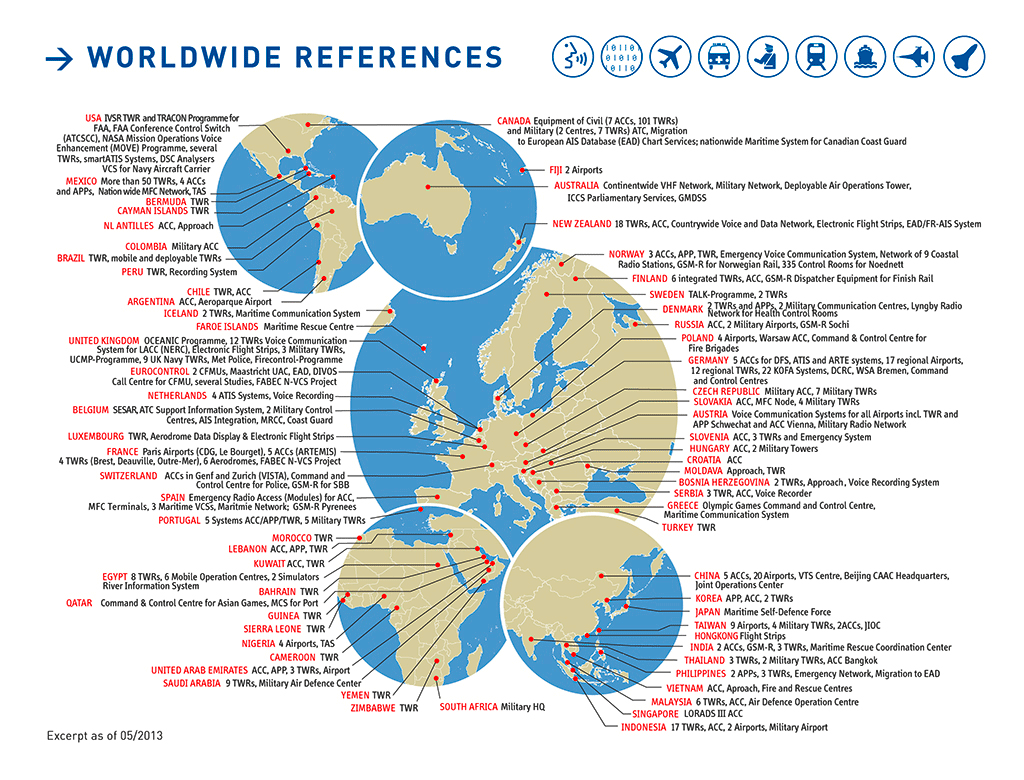 → WORLDWIDE REFERENCES
10110
01010
01011
USA IVSR TWR and TRACON Programme for
FAA, FAA Conference Control Switch
(ATCSCC), NASA Mission Operations Voice
Enhancement (MOVE) Programme, several
TWRs, smartATIS Systems, DSC Analysers
VCS for Navy Aircraft Carrier
MEXICO More than 50 TWRs, 4 ACCs
and APPs, Nation wide MFC Network, TAS
BERMUDA TWR
CAYMAN ISLANDS TWR
NL ANTILLES ACC, Approach
COLOMBIA Military ACC
BRAZIL TWR, mobile and deployable TWRs
PERU TWR, Recording System
CHILE TWR, ACC
ARGENTINA ACC, Aeroparque Airport
ICELAND 2 TWRs, Maritime Communication System
FAROE ISLANDS Maritime Rescue Centre
UNITED KINGDOM OCEANIC Programme, 12 TWRs Voice Communication
System for LACC (NERC), Electronic Flight Strips, 3 Military TWRs,
UCMP-Programme, 9 UK Navy TWRs, Met Police, Firecontrol-Programme
EUROCONTROL 2 CFMUs, Maastricht UAC, EAD, DIVOS
Call Centre for CFMU, several Studies, FABEC N-VCS Project
NETHERLANDS 4 ATIS Systems, Voice Recording
BELGIUM SESAR, ATC Support Information System, 2 Military Control
Centres, AIS Integration, MRCC, Coast Guard
LUXEMBOURG TWR, Aerodrome Data Display & Electronic Flight Strips
FRANCE Paris Airports (CDG, Le Bourget), 5 ACCs (ARTEMIS)
4 TWRs (Brest, Deauville, Outre-Mer), 6 Aerodromes, FABEC N-VCS Project
SWITZERLAND ACCs in Genf and Zurich (VISTA), Command and
Control Centre for Police, GSM-R for SBB
SPAIN Emergency Radio Access (Modules) for ACC,
MFC Terminals, 3 Maritime VCSs, Maritmie Network; GSM-R Pyrenees
PORTUGAL 5 Systems ACC/APP/TWR, 5 Military TWRs
MOROCCO TWR
LEBANON ACC, APP, TWR
KUWAIT ACC, TWR
EGYPT 8 TWRs, 6 Mobile Operation Centres, 2 Simulators
River Information System)
BAHRAIN TWR
QATAR Command & Control Centre for Asian Games, MCS for Port
GUINEA TWR
SIERRA LEONE TWR
NIGERIA 4 Airports, TAS
CAMEROON TWR
UNITED ARAB EMIRATES ACC, APP, 3 TWRs, Airport
SAUDI ARABIA 9 TWRs, Military Air Defence Center
YEMEN TWR
ZIMBABWE TWR
SOUTH AFRICA Military HQ
CANADA Equipment of Civil (7 ACCs, 101 TWRs)
and Military (2 Centres, 7 TWRs) ATC, Migration
to European AIS Database (EAD) Chart Services; nationwide Maritime System for Canadian Coast Guard
FIJI 2 Airports
AUSTRALIA Continentwide VHF Network, Military Network, Deployable Air Operations Tower,
ICCS Parliamentary Services, GMDSS
NEW ZEALAND 18 TWRs, ACC, Countrywide Voice and Data Network, Electronic Flight Strips, EAD/FR-AIS System
NORWAY 3 ACCs, APP, TWR, Emergency Voice Communication System, Network of 9 Coastal
Radio Stations, GSM-R for Norwegian Rail, 335 Control Rooms for Noednett
FINLAND 6 integrated TWRs, ACC, GSM-R Dispatcher Equipment for Finish Rail
SWEDEN TALK-Programme, 2 TWRs
DENMARK 2 TWRs and APPs, 2 Military Communication Centres, Lyngby Radio
Network for Health Control Rooms
RUSSIA ACC, 2 Military Airports, GSM-R Sochi
POLAND 4 Airports, Warsaw ACC, Command & Control Centre for
Fire Brigades
GERMANY 5 ACCs for DFS, ATIS and ARTE systems, 17 regional Airports,
12 regional TWRs, 22 KOFA Systems, DCRC, WSA Bremen, Command
and Control Centres
CZECH REPUBLIC Military ACC, 7 Military TWRs
SLOVAKIA ACC, MFC Node, 4 Military TWRs
AUSTRIA Voice Communication Systems for all Airports incl. TWR and
APP Schwechat and ACC Vienna, Military Radio Network
SLOVENIA ACC, 3 TWRs and Emergency System
HUNGARY ACC, 2 Military Towers
CROATIA ACC
MOLDAVA Approach, TWR
BOSNIA HERZEGOVINA 2 TWRs, Approach, Voice Recording System
SERBIA 3 TWR, ACC, Voice Recorder
GREECE Olympic Games Command and Control Centre,
Maritime Communication System
TURKEY TWR
CHINA 5 ACCs, 20 Airports, VTS Centre, Beijing CAAC Headquarters,
Joint Operations Center
KOREA APP, ACC, 2 TWRs
JAPAN Maritime Self-Defence Force
TAIWAN 9 Airports, 4 Military TWRs, 2ACCs, JIOC
HONGKONG Flight Strips
INDIA 2 ACCs, GSM-R, 3 TWRs, Maritime Rescue Coordination Center
THAILAND 3 TWRs, 2 Military TWRs, ACC Bangkok
PHILIPPINES 2 APPs, 3 TWRs, Emergency Network, Migration to EAD
VIETNAM ACC, Aproach, Fire and Rescue Centres
MALAYSIA 6 TWRs, ACC, Air Defence Operation Centre
SINGAPORE LORADS III ACC
INDONESIA 17 TWRs, ACC, 2 Airports, Military Airport
Excerpt as of 05/2013